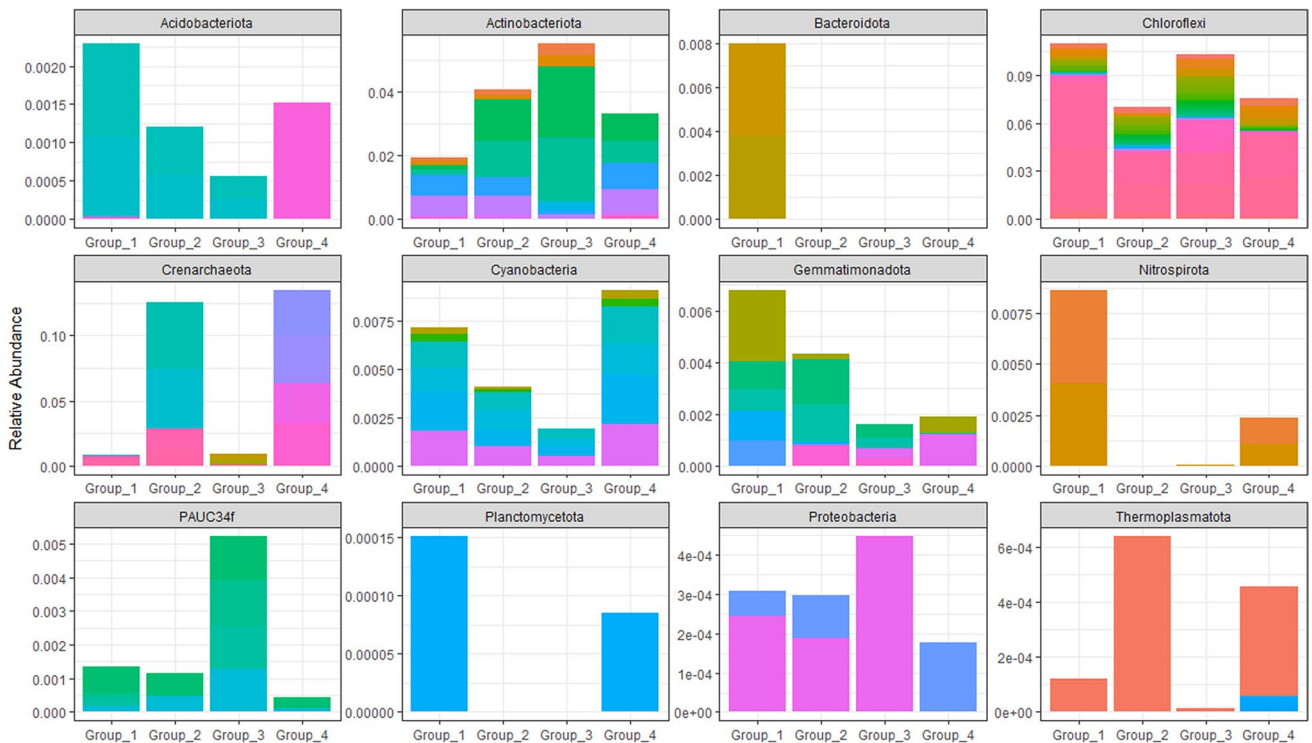 Relative Abundance
Acidobacteriota
0.0020
0.0015
0.0010
0.0005
0.0000
Group_1 Group_2 Group_3 Group_4
Actinobacteriota
0.04
0.02
0.00
Group_1 Group_2 Group_3 Group_4
Bacteroidota
0.008
0.006
0.004
0.002
0.000
Group_1 Group_2 Group_3 Group_4
Chloroflexi
0.09
0.06
0.03
0.00
Group_1 Group_2 Group_3 Group_4
Crenarchaeota
0.10
0.05
0.00
Group_1 Group_2 Group_3 Group_4
Cyanobacteria
0.0075
0.0050
0.0025
0.0000
Group_1 Group_2 Group_3 Group_4
Gemmatimonadota
0.006
0.004
0.002
0.000
Group_1 Group_2 Group_3 Group_4
Nitrospirota
0.0075
0.0050
0.0025
0.0000
Group_1 Group_2 Group_3 Group_4
PAUC34f
0.005
0.004
0.003
0.002
0.001
0.000
Group_1 Group_2 Group_3 Group_4
Planctomycetota
0.00015
0.00010
0.00005
0.00000
Group_1 Group_2 Group_3 Group_4
Proteobacteria
4e-04
3e-04
2e-04
1e-04
0e+00
Group_1 Group_2 Group_3 Group_4
Thermoplasmatota
6e-04
4e-04
2e-04
0e+00
Group_1 Group_2 Group_3 Group_4